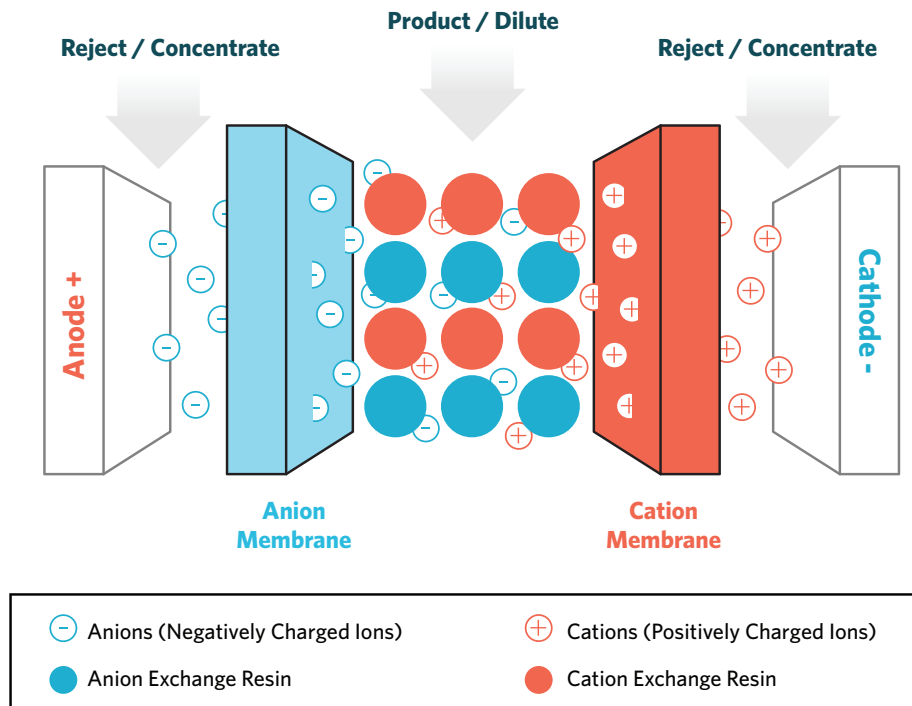 Product / Dilute
Reject / Concentrate
Reject / Concentrate
Anode +
Cathode -
Anion
Membrane
Cation
Membrane
Anions (Negatively Charged Ions)
Cations (Positively Charged Ions)
Anion Exchange Resin
Cation Exchange Resin